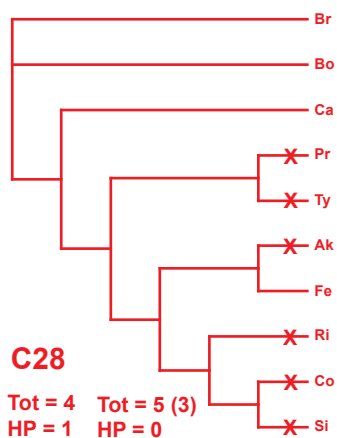 Br
Bo
Ca
Pr
Ty
Ak
Fe
Ri
Co
Si
C28
Tot = 4 Tot = 5 (3)
HP = 1 HP = 0